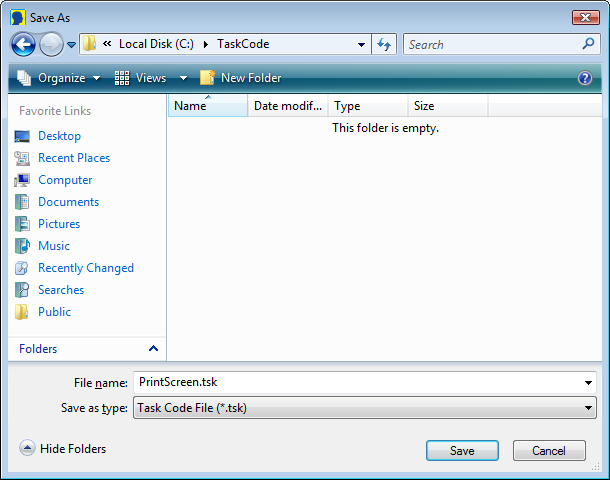 Save As
« Local Disk (C:) TaskCode Search
Organize Views New Folder ?
Favorite Links
Desktop
Recent Places
Computer
Documents
Pictures
Music
Recently Changed
Searches
Public
Folders
Name Date modif... Type Size
This folder is empty.
File name: PrintScreen.tsk
Save as type: Task Code File (*.tsk)
Hide Folders Save Cancel